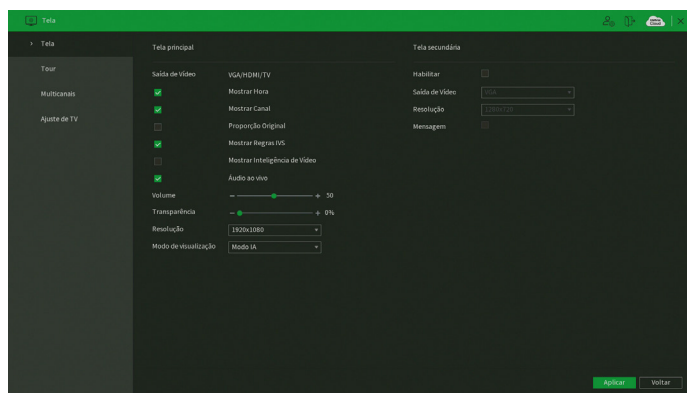 Tela
Tela
Tour
Multicanais
Ajuste de TV
Tela principal
Saída de Vídeo VGA/HDMI/TV
Mostrar Hora
Mostrar Canal
Proporção Original
Mostrar Regras IVS
Mostrar Inteligência de Vídeo
Áudio ao vivo
Volume 50
Transparência 0%
Resolução 1920x1080
Modo de visualização Modo IA
Tela secundária
Habilitar
Saída de Vídeo VGA
Resolução 1280x720
Mensagem
Aplicar Voltar